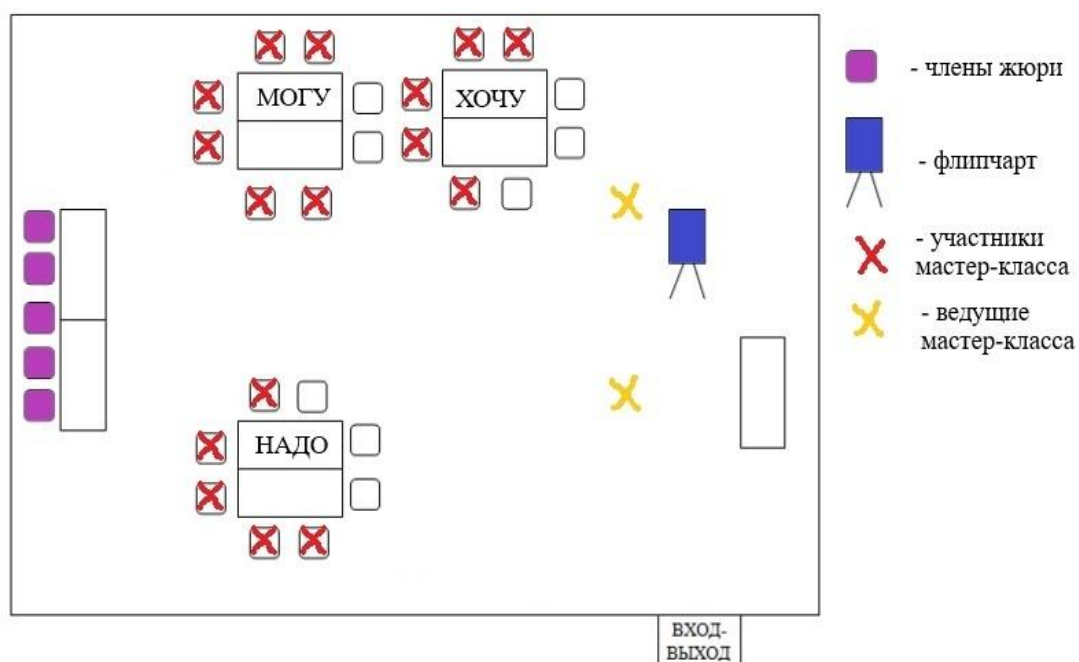 МОГУ
ХОЧУ
НАДО
ВХОД-
ВЫХОД
- члены жюри
- флипчарт
- участники
мастер-класса
- ведущие
мастер-класса